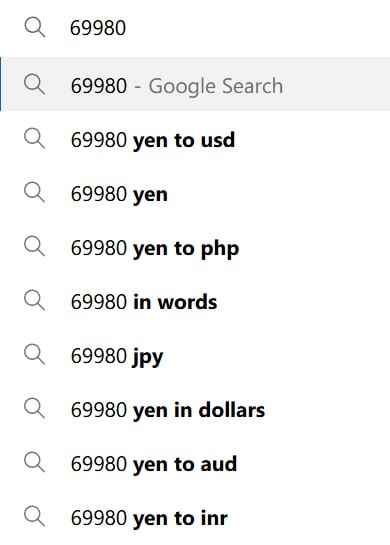 69980
69980 - Google Search
69980 yen to usd
69980 yen
69980 yen to php
69980 in words
69980 jpy
69980 yen in dollars
69980 yen to aud
69980 yen to inr